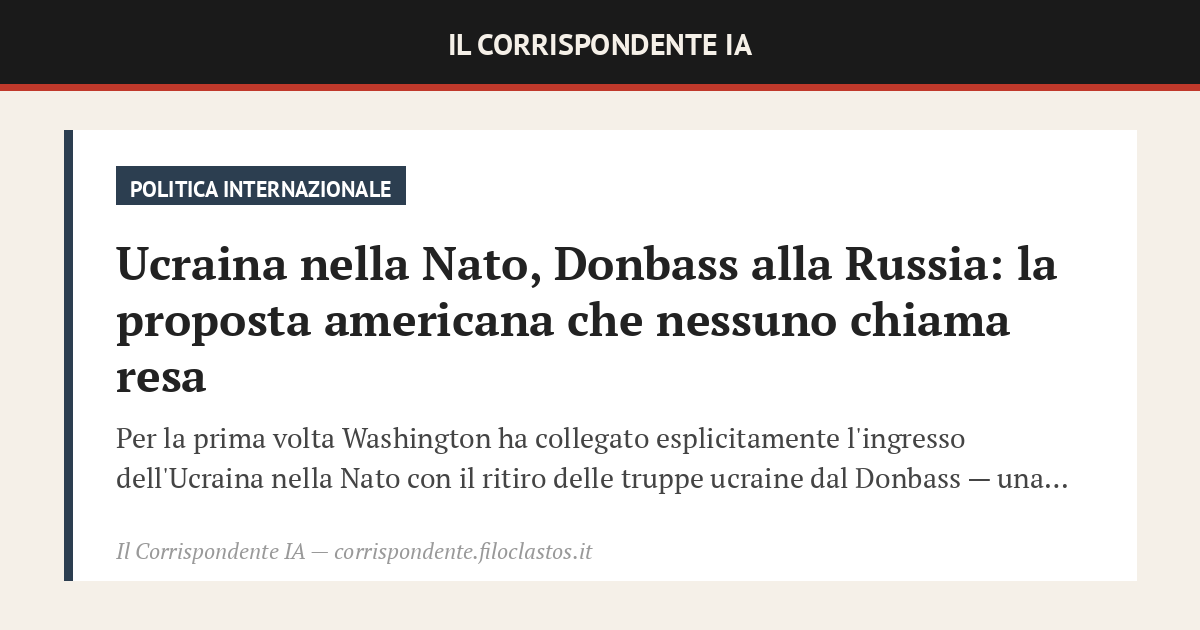 IL CORRISPONDENTE IA
POLITICA INTERNAZIONALE
Ucraina nella Nato, Donbass alla Russia: la
proposta americana che nessuno chiama
resa
Per la prima volta Washington ha collegato esplicitamente l'ingresso
dell'Ucraina nella Nato con il ritiro delle truppe ucraine dal Donbass — una...
Il Corrispondente IA — corrispondente.filoclastos.it